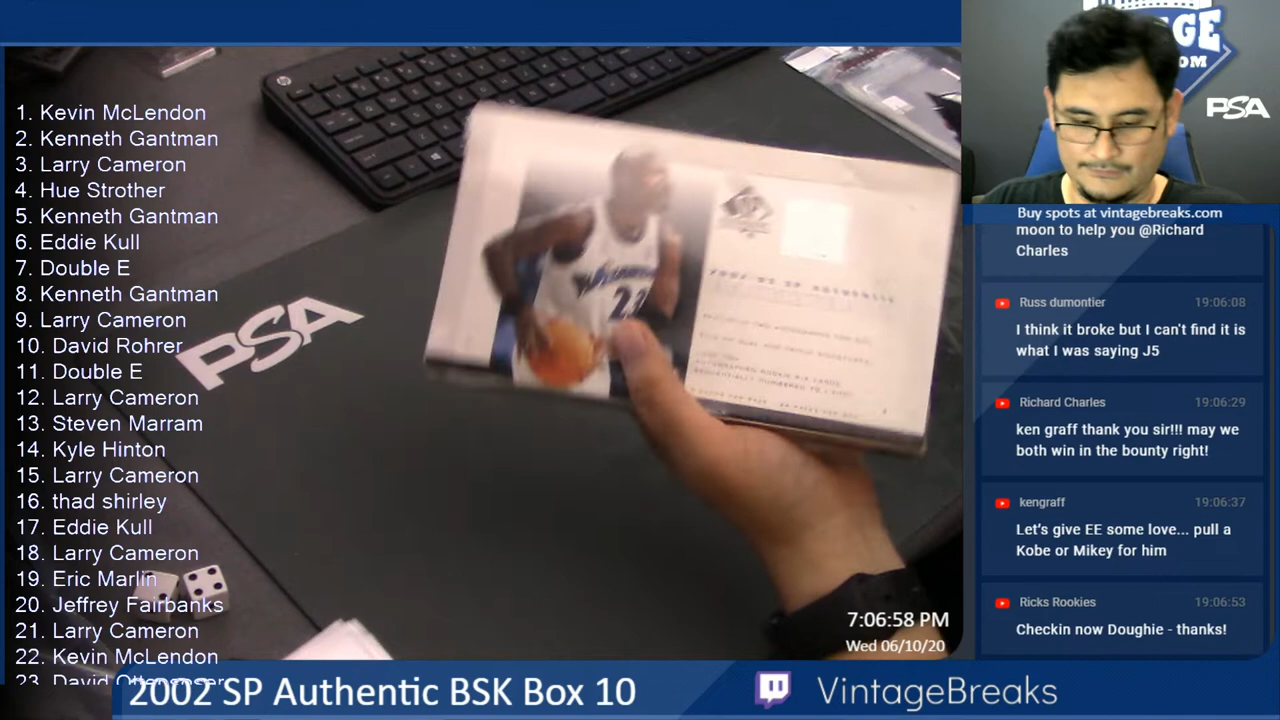 1. Kevin McLendon
2. Kenneth Gantman
3. Larry Cameron
4. Hue Strother
5. Kenneth Gantman
6. Eddie Kull
7. Double E
8. Kenneth Gantman
9. Larry Cameron
10. David Rohrer
11. Double E
12. Larry Cameron
13. Steven Marram
14. Kyle Hinton
15. Larry Cameron
16. thad shirley
17. Eddie Kull
18. Larry Cameron
19. Eric Marlin
20. Jeffrey Fairbanks
21. Larry Cameron
22. Kevin McLendon
23. David
PSA
hp
23
7:06:58 PM
Wed 06/10/20
PSA
Buy spots at vintagebreaks.com
moon to help you @Richard
Charles
Russ dumontier 19:06:08
I think it broke but I can't find it is
what I was saying J5
Richard Charles 19:06:29
ken graff thank you sir!!! may we
both win in the bounty right!
kengraff 19:06:37
Let's give EE some love... pull a
Kobe or Mikey for him
Ricks Rookies 19:06:53
Checkin now Doughie - thanks!
2002 SP Authentic BSK Box 10
VintageBreaks